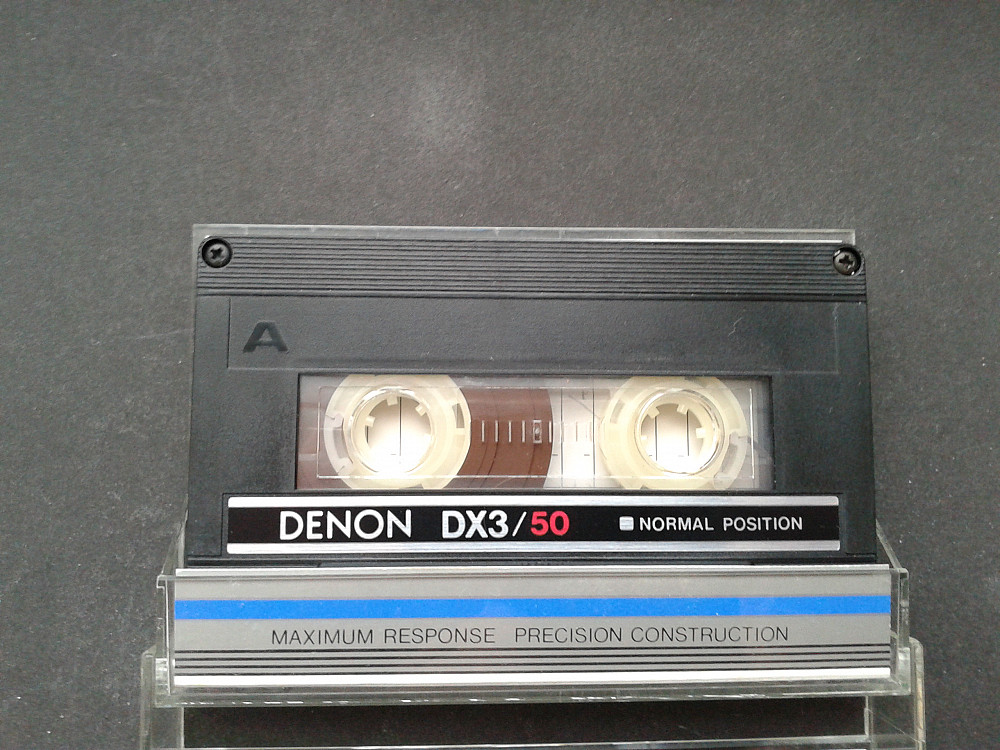 A
DENON DX3/50 NORMAL POSITION
MAXIMUM RESPONSE PRECISION CONSTRUCTION